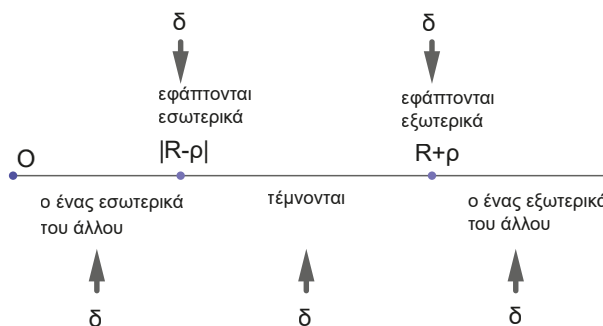 δ
δ
εφάπτονται
εσωτερικά
εφάπτονται
εξωτερικά
O
|R-ρ|
R+ρ
ο ένας εσωτερικά
του άλλου
τέμνονται
ο ένας εξωτερικά
του άλλου
δ
δ
δ